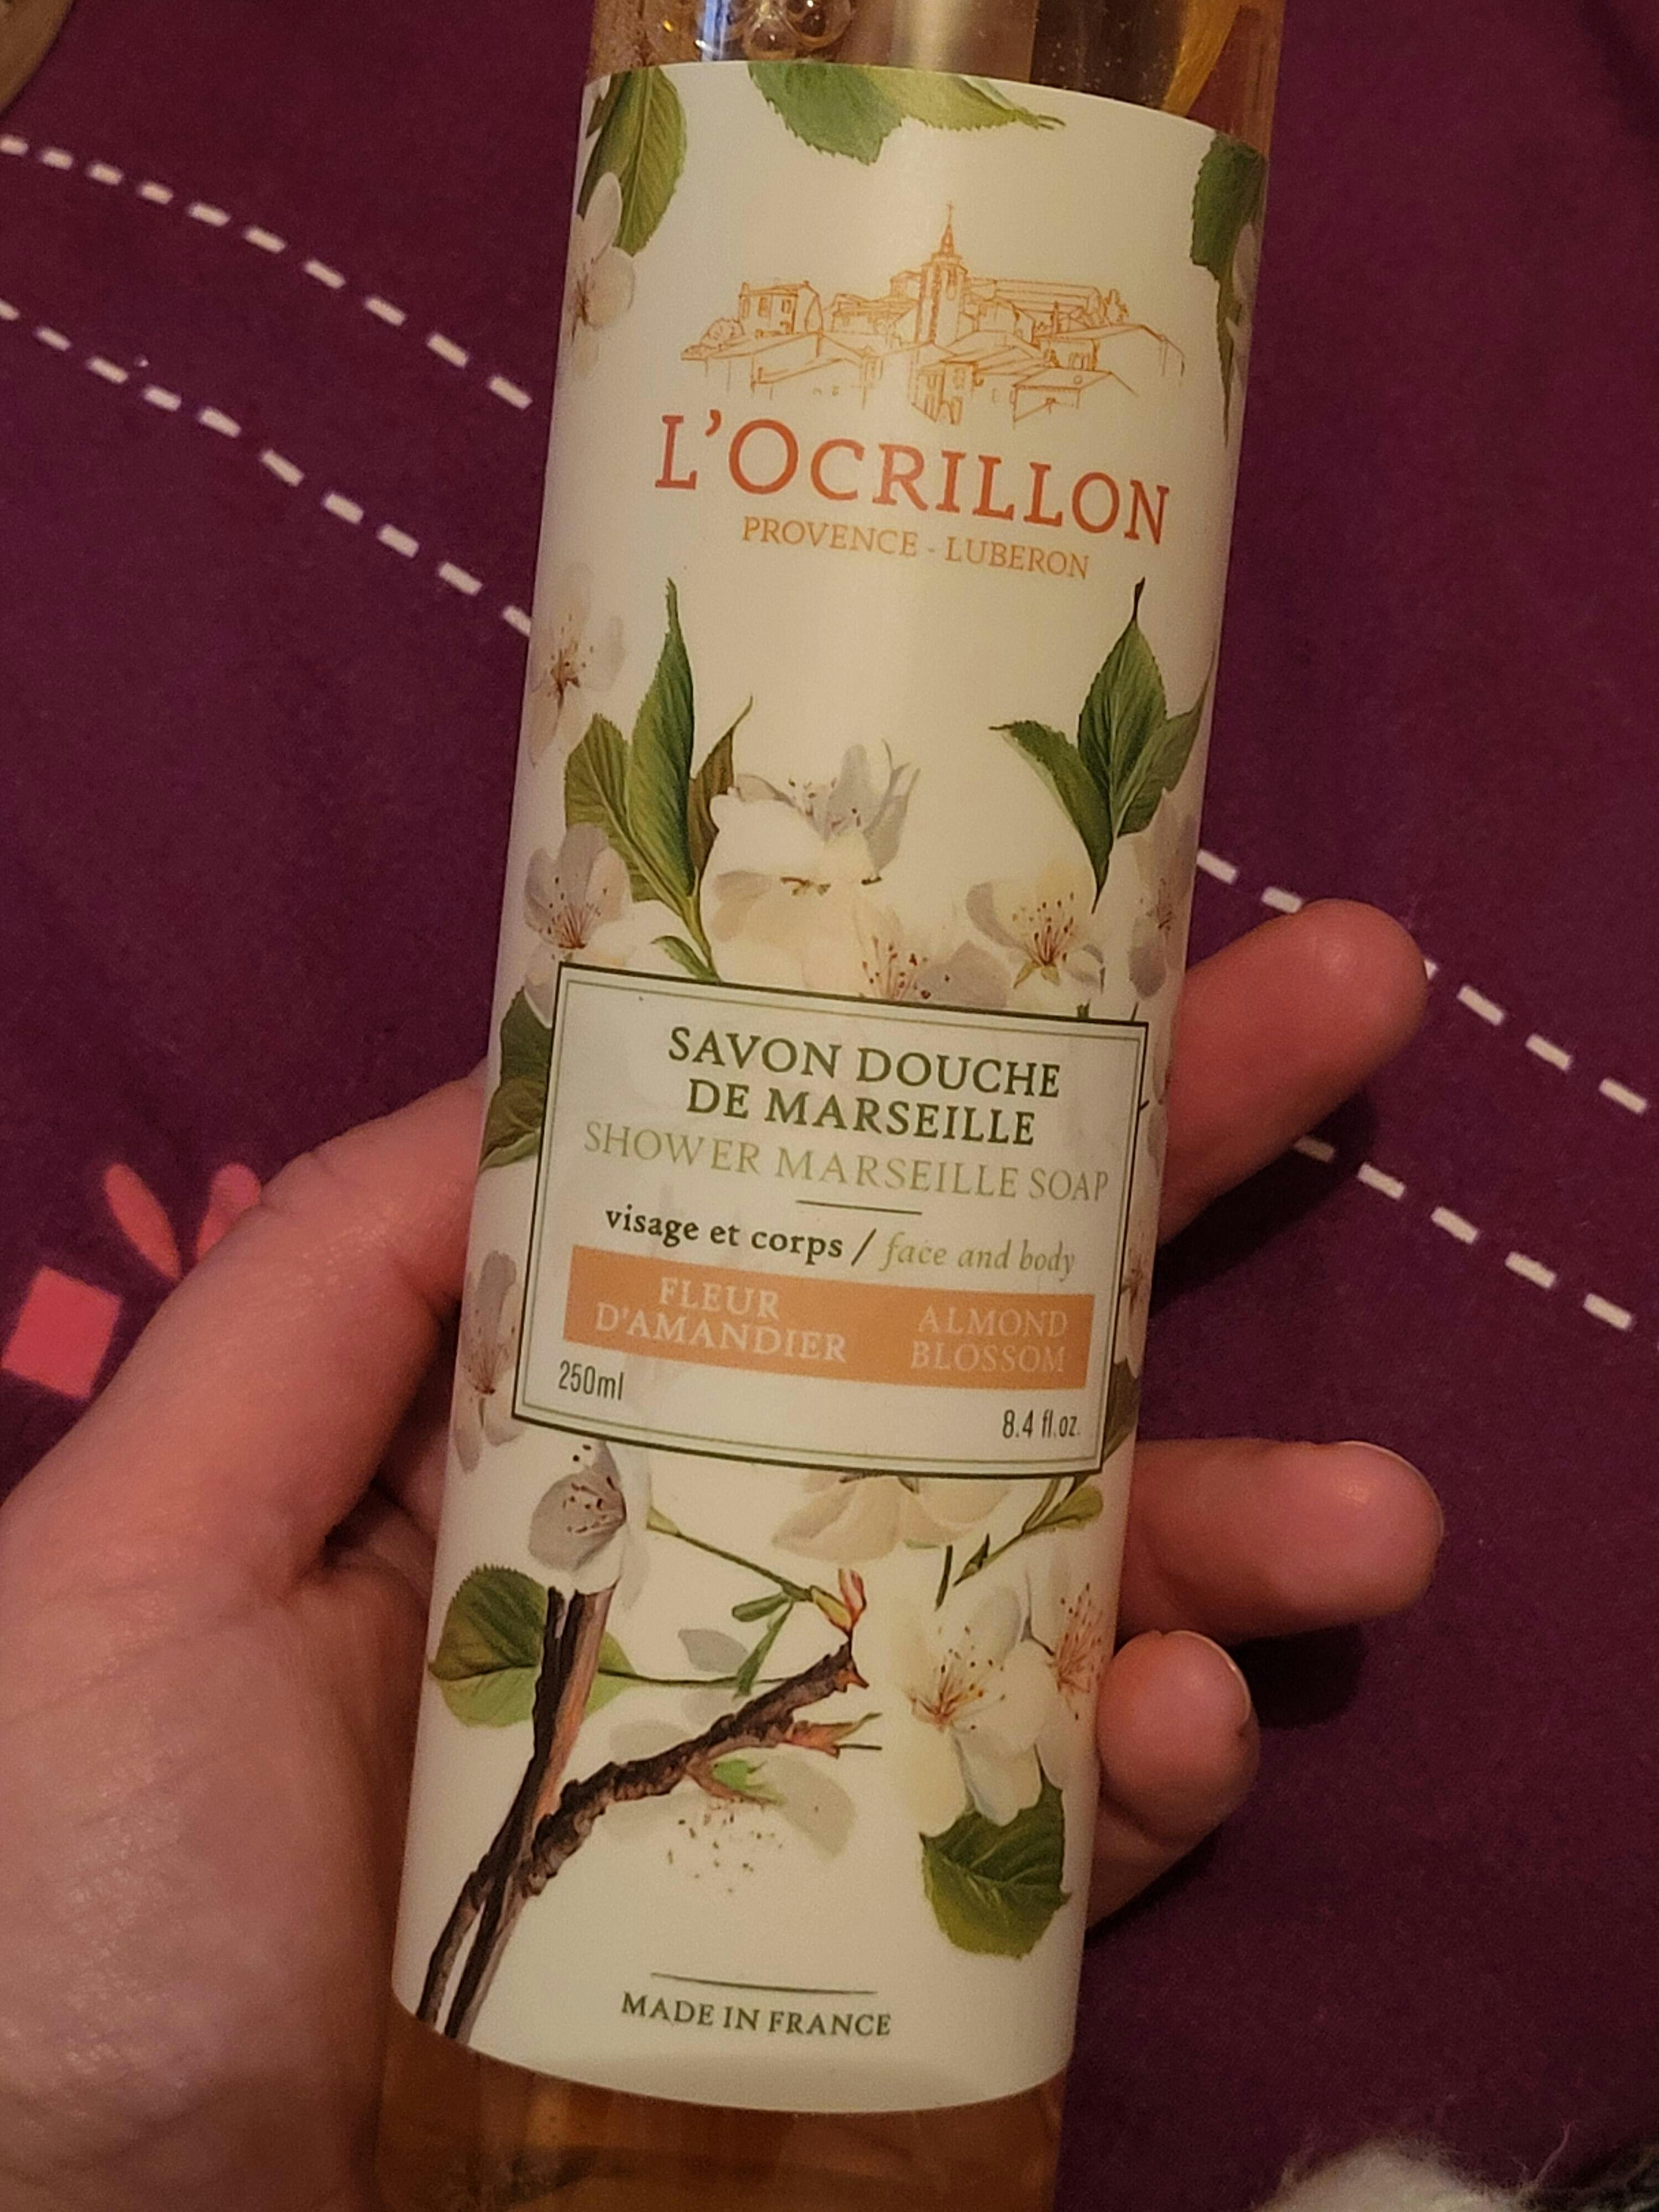 L'OCRILLON
PROVENCE - LUBERON
SAVON DOUCHE
DE MARSEILLE
SHOWER MARSEILLE SOAP
visage et corps / face and body
FLEUR
D'AMANDIER
ALMOND
BLOSSOM
250ml
8.4 fl.oz.
MADE IN FRANCE